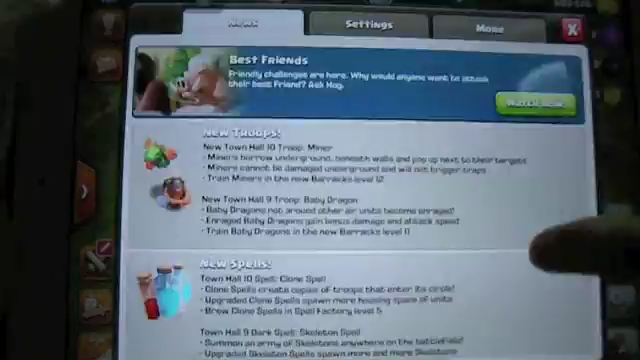 News
Settings
More
X
Best Friends
Friendly challenges are here. Why would anyone want to attack
their best Friend? Ask Hog.
New Troops!
New Town Hall 10 Troop: Miner
- Miners burrow underground, beneath walls and pop up next to their targets
- Miners cannot be damaged underground and will not trigger traps
- Train Miners in the new Barracks level 12
New Town Hall 9 Troop: Baby Dragon
- Baby Dragons not around other air units become enraged!
- Enraged Baby Dragons gain bonus damage and attack speed
- Train Baby Dragons in the new Barracks level 11
New Spells!
Town Hall 10 Spell: Clone Spell
- Clone Spells create copies of troops that enter its circle!
- Upgraded Clone Spells spawn more housing space of units
- Brew Clone Spells in Spell Factory level 5
Town Hall 9 Dark Spell: Skeleton Spell
- Summon an army of Skeletons anywhere on the battlefield!
- Upgraded Skeleton Spells spawn more and more Skeletons